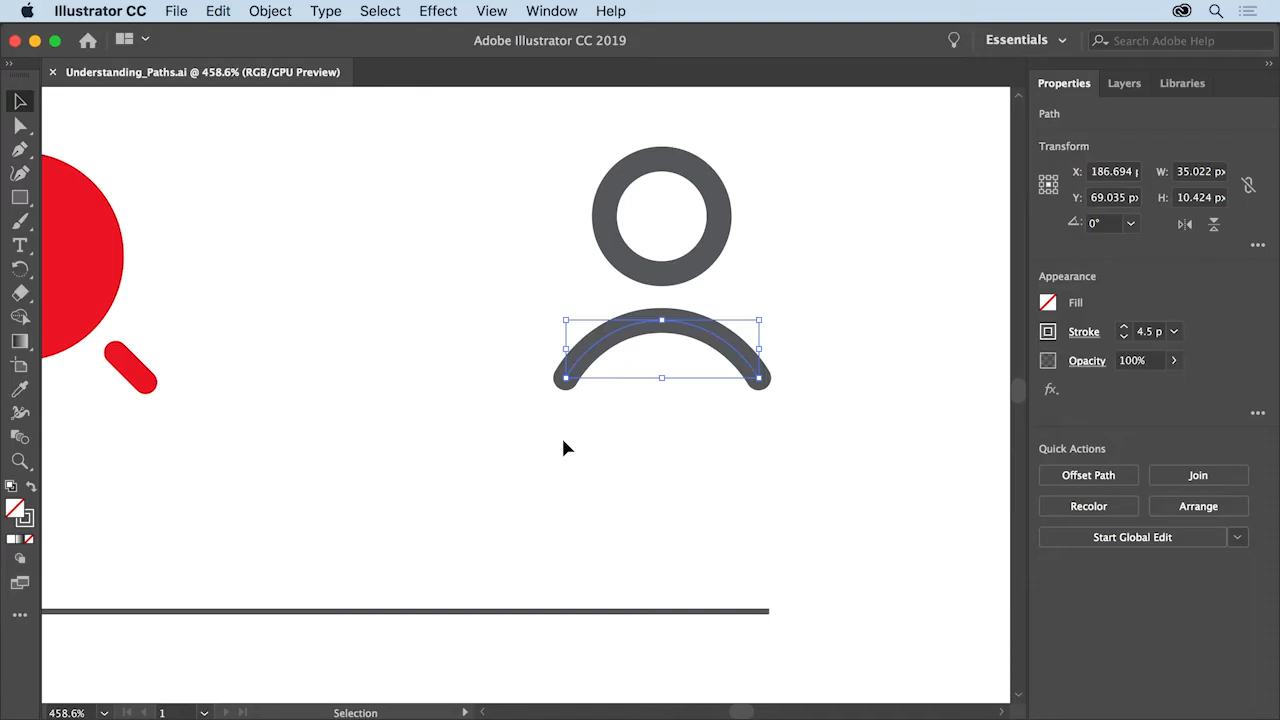 Illustrator CC File Edit Object Type Select Effect View Window Help
Adobe Illustrator CC 2019
Essentials
Search Adobe Help
× Understanding_Paths.ai @ 458.6% (RGB/GPU Preview)
Properties Layers Libraries
Path
Transform
X: 186.694 p W: 35.022 px
Y: 69.035 px H: 10.424 px
0°
Appearance
Fill
Stroke 4.5 p
Opacity 100%
fx.
Quick Actions
Offset Path Join
Recolor Arrange
Start Global Edit
458.6% 1 Selection